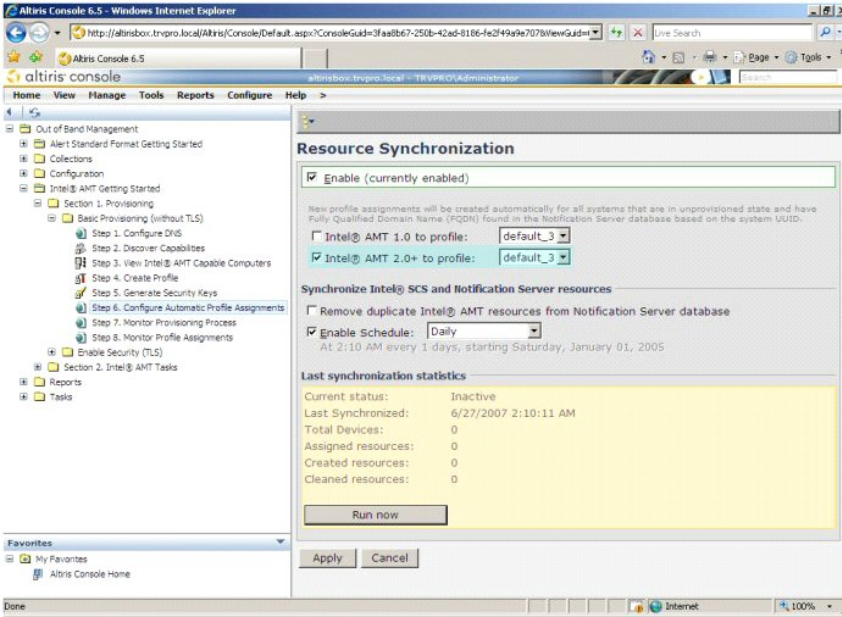 Altiris Console 6.5 - Windows Internet Explorer
http://altirisbox.trvpro.local/Altiris/Console/Default.aspx?ConsoleGuid=3faa8b67-250b-42ad-8186-fe2f49a9e707&ViewGuid=
Live Search
Altiris Console 6.5
Page
Tools
altiris console
altirisbox.trvpro.local - TRVPRO\Administrator
Search
Home View Manage Tools Reports Configure Help >
Out of Band Management
Alert Standard Format Getting Started
Collections
Configuration
Intel® AMT Getting Started
Section 1. Provisioning
Basic Provisioning (without TLS)
Step 1. Configure DNS
Step 2. Discover Capabilities
Step 3. View Intel® AMT Capable Computers
Step 4. Create Profile
Step 5. Generate Security Keys
Step 6. Configure Automatic Profile Assignments
Step 7. Monitor Provisioning Process
Step 8. Monitor Profile Assignments
Enable Security (TLS)
Section 2. Intel® AMT Tasks
Reports
Tasks
Favorites
My Favorites
Altiris Console Home
Resource Synchronization
Enable (currently enabled)
New profile assignments will be created automatically for all systems that are in unprovisioned state and have
Fully Qualified Domain Name (FQDN) found in the Notification Server database based on the system UUID.
Intel® AMT 1.0 to profile: default_3
Intel® AMT 2.0+ to profile: default_3
Synchronize Intel® SCS and Notification Server resources
Remove duplicate Intel® AMT resources from Notification Server database
Enable Schedule: Daily
At 2:10 AM every 1 days, starting Saturday, January 01, 2005
Last synchronization statistics
Current status: Inactive
Last Synchronized: 6/27/2007 2:10:11 AM
Total Devices: 0
Assigned resources: 0
Created resources: 0
Cleaned resources: 0
Run now
Apply Cancel
Done
Internet
100%